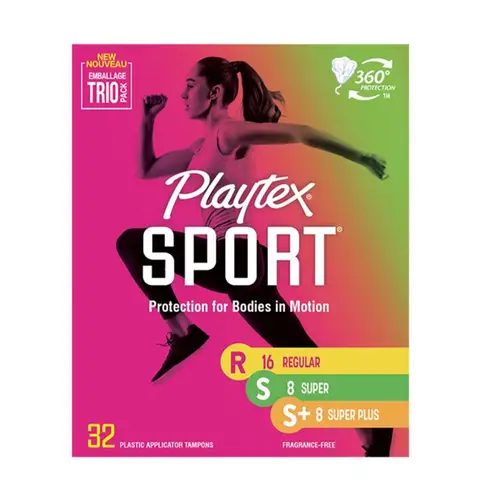 NEW
NOUVEAU
EMBALLAGE
TRIO PACK
360°
PROTECTION
TM
Playtex®
SPORT®
Protection for Bodies in Motion
R 16 REGULAR
S 8 SUPER
S+ 8 SUPER PLUS
32 PLASTIC APPLICATOR TAMPONS
FRAGRANCE-FREE